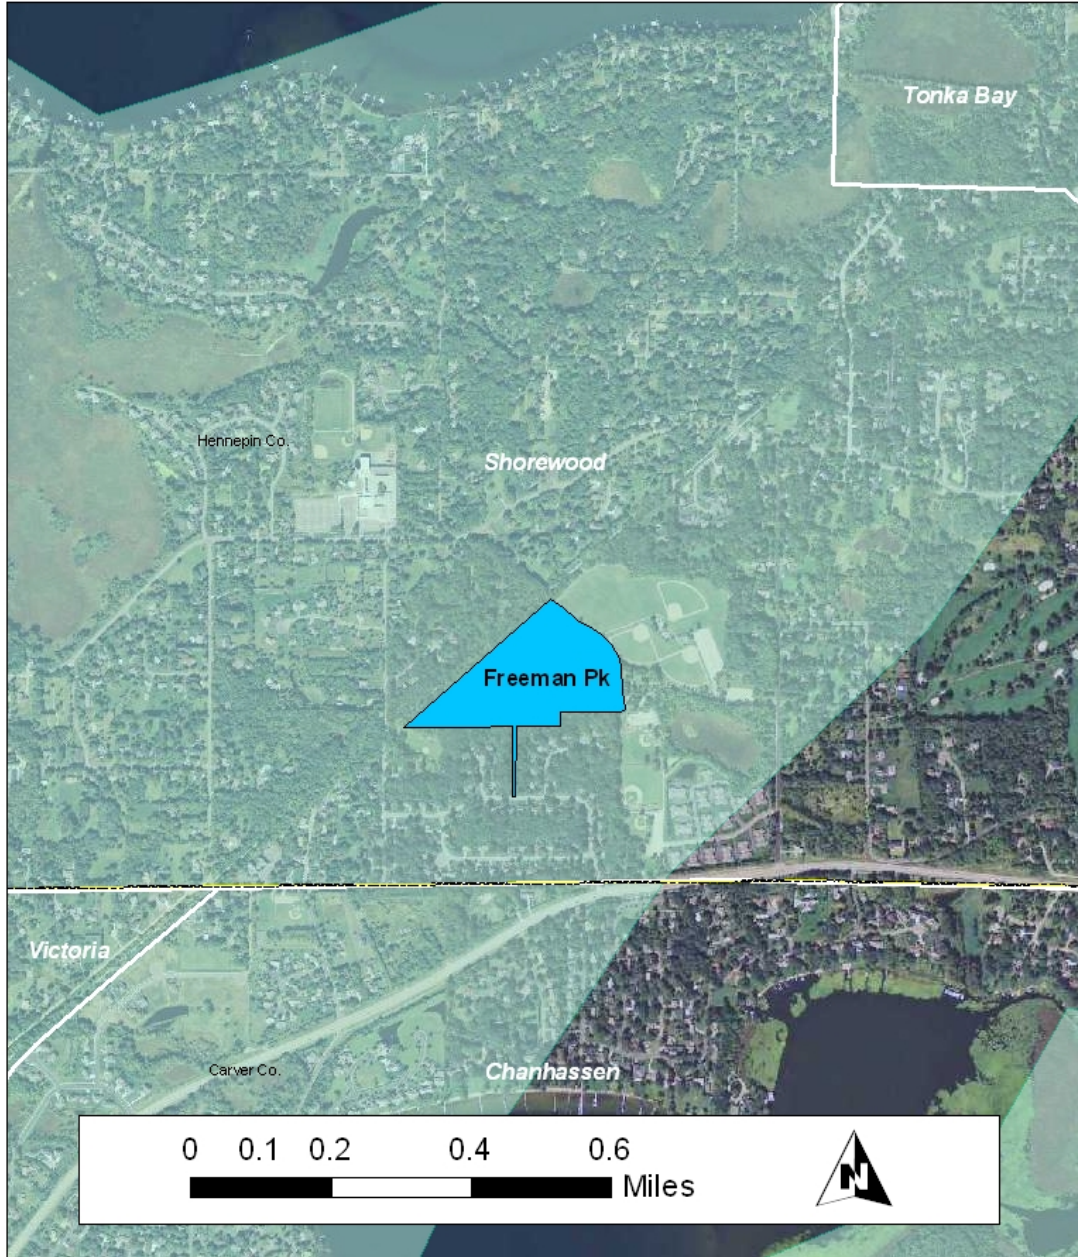 Tonka Bay
Hennepin Co.
Shorewood
Freeman Pk
Victoria
Carver Co.
Chanhassen
0 0.1 0.2 0.4 0.6
Miles
N